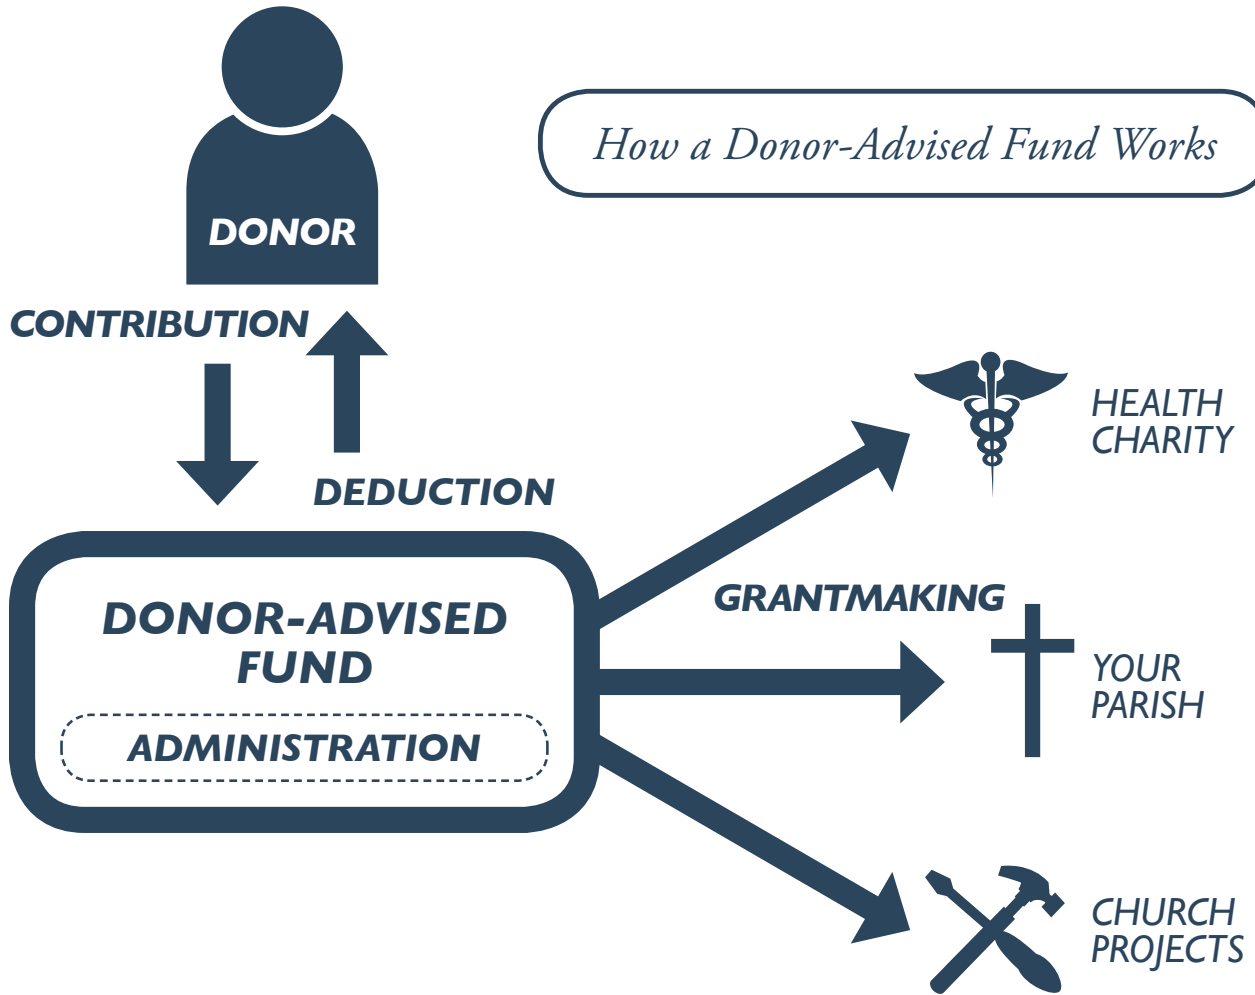 How a Donor-Advised Fund Works
DONOR
CONTRIBUTION
DEDUCTION
DONOR-ADVISED
FUND
ADMINISTRATION
GRANTMAKING
HEALTH
CHARITY
YOUR
PARISH
CHURCH
PROJECTS